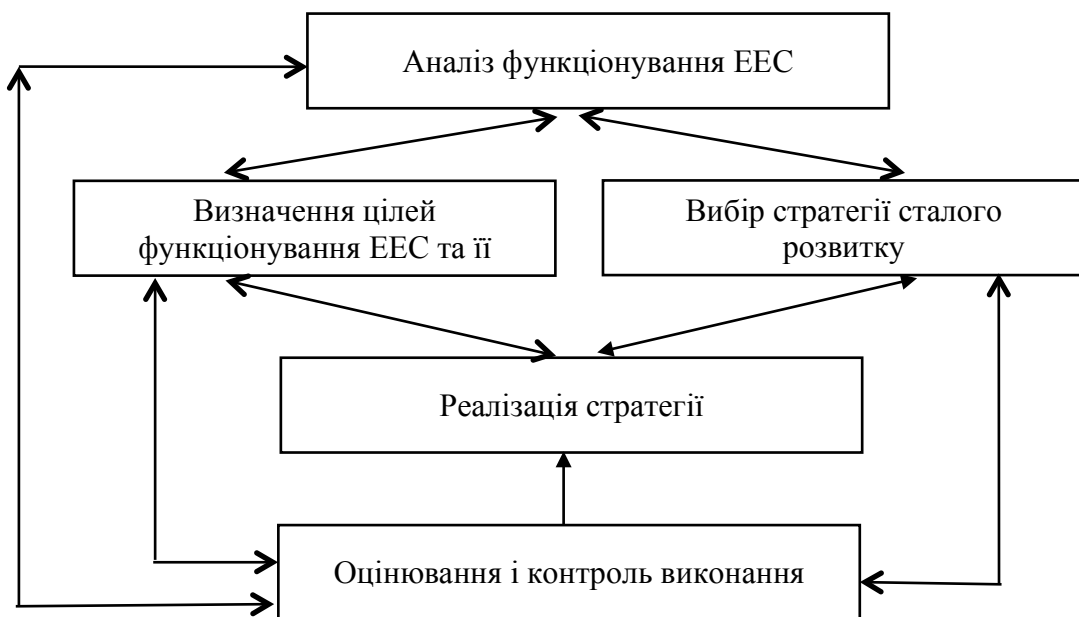 Аналіз функціонування ЕЕС
Визначення цілей
функціонування ЕЕС та її
Вибір стратегії сталого
розвитку
Реалізація стратегії
Оцінювання і контроль виконання